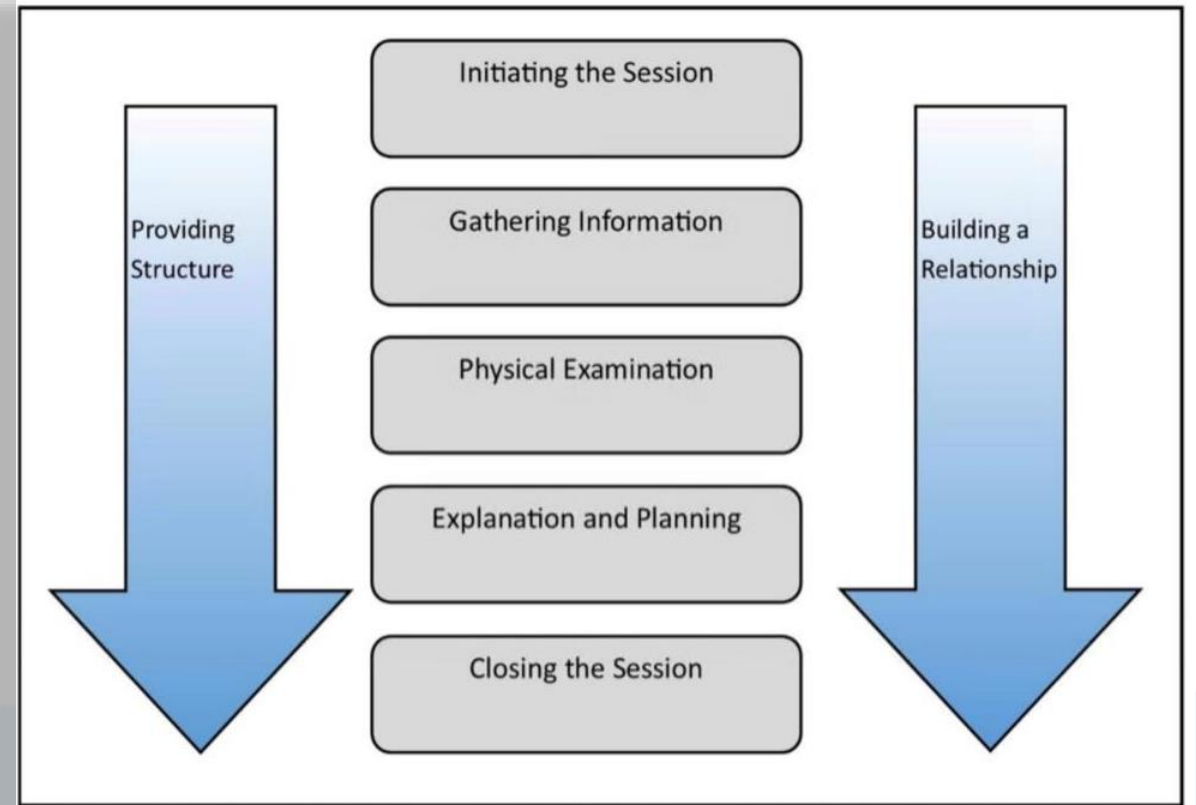 Initiating the Session
Gathering Information
Providing
Structure
Building a
Relationship
Physical Examination
Explanation and Planning
Closing the Session